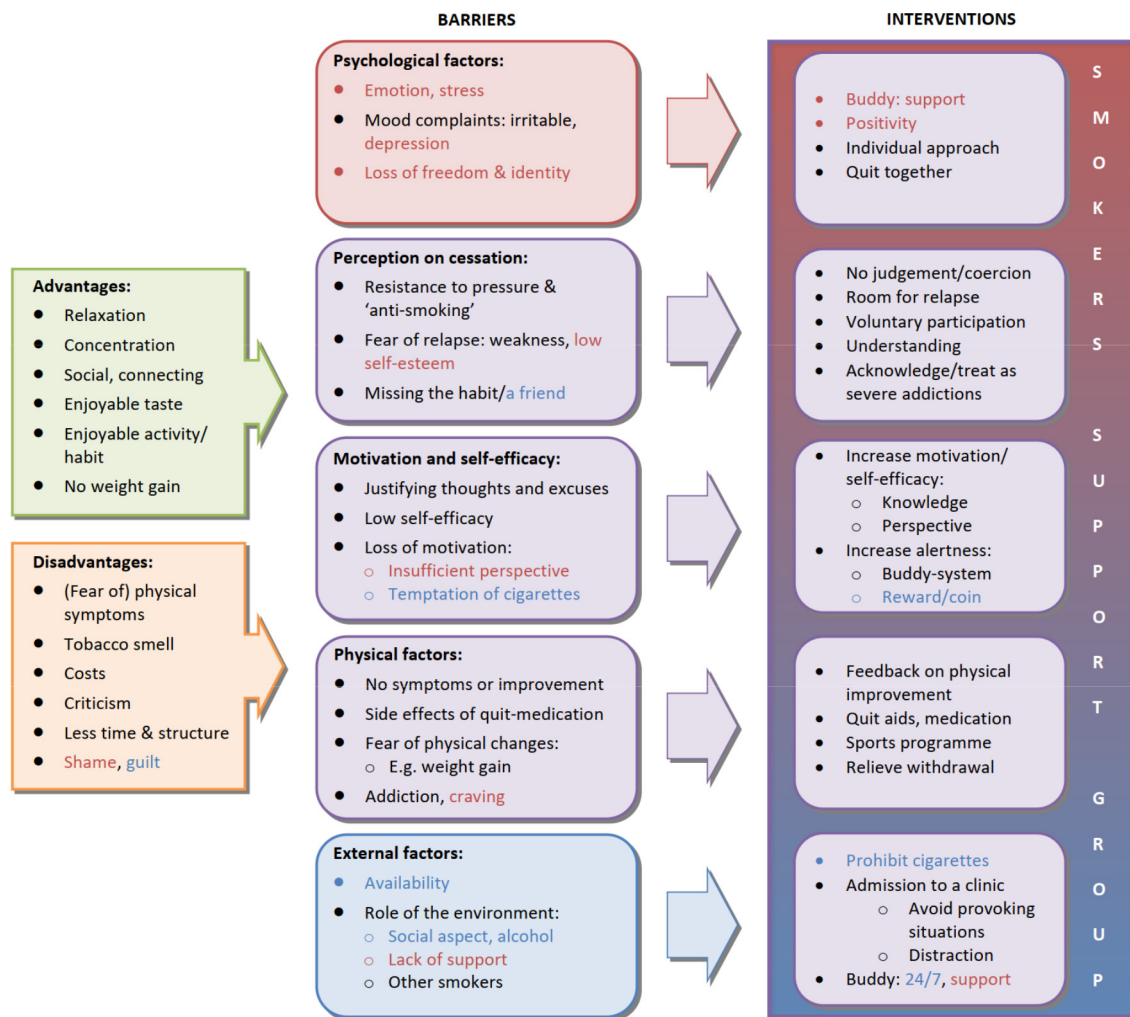 BARRIERS
INTERVENTIONS
Psychological factors:
● Emotion, stress
● Mood complaints: irritable,
depression
● Loss of freedom & identity
● Buddy: support
● Positivity
● Individual approach
● Quit together
Advantages:
● Relaxation
● Concentration
● Social, connecting
● Enjoyable taste
● Enjoyable activity/
habit
● No weight gain
Disadvantages:
● (Fear of) physical
symptoms
● Tobacco smell
● Costs
● Criticism
● Less time & structure
● Shame, guilt
Perception on cessation:
● Resistance to pressure &
‘anti-smoking’
● Fear of relapse: weakness, low
self-esteem
● Missing the habit/a friend
● No judgement/coercion
● Room for relapse
● Voluntary participation
● Understanding
● Acknowledge/treat as
severe addictions
Motivation and self-efficacy:
● Justifying thoughts and excuses
● Low self-efficacy
● Loss of motivation:
○ Insufficient perspective
○ Temptation of cigarettes
● Increase motivation/
self-efficacy:
○ Knowledge
○ Perspective
● Increase alertness:
○ Buddy-system
○ Reward/coin
Physical factors:
● No symptoms or improvement
● Side effects of quit-medication
● Fear of physical changes:
○ E.g. weight gain
● Addiction, craving
● Feedback on physical
improvement
● Quit aids, medication
● Sports programme
● Relieve withdrawal
External factors:
● Availability
● Role of the environment:
○ Social aspect, alcohol
○ Lack of support
○ Other smokers
● Prohibit cigarettes
● Admission to a clinic
○ Avoid provoking
situations
○ Distraction
● Buddy: 24/7, support
SMOKERS SUPPORT GROUP